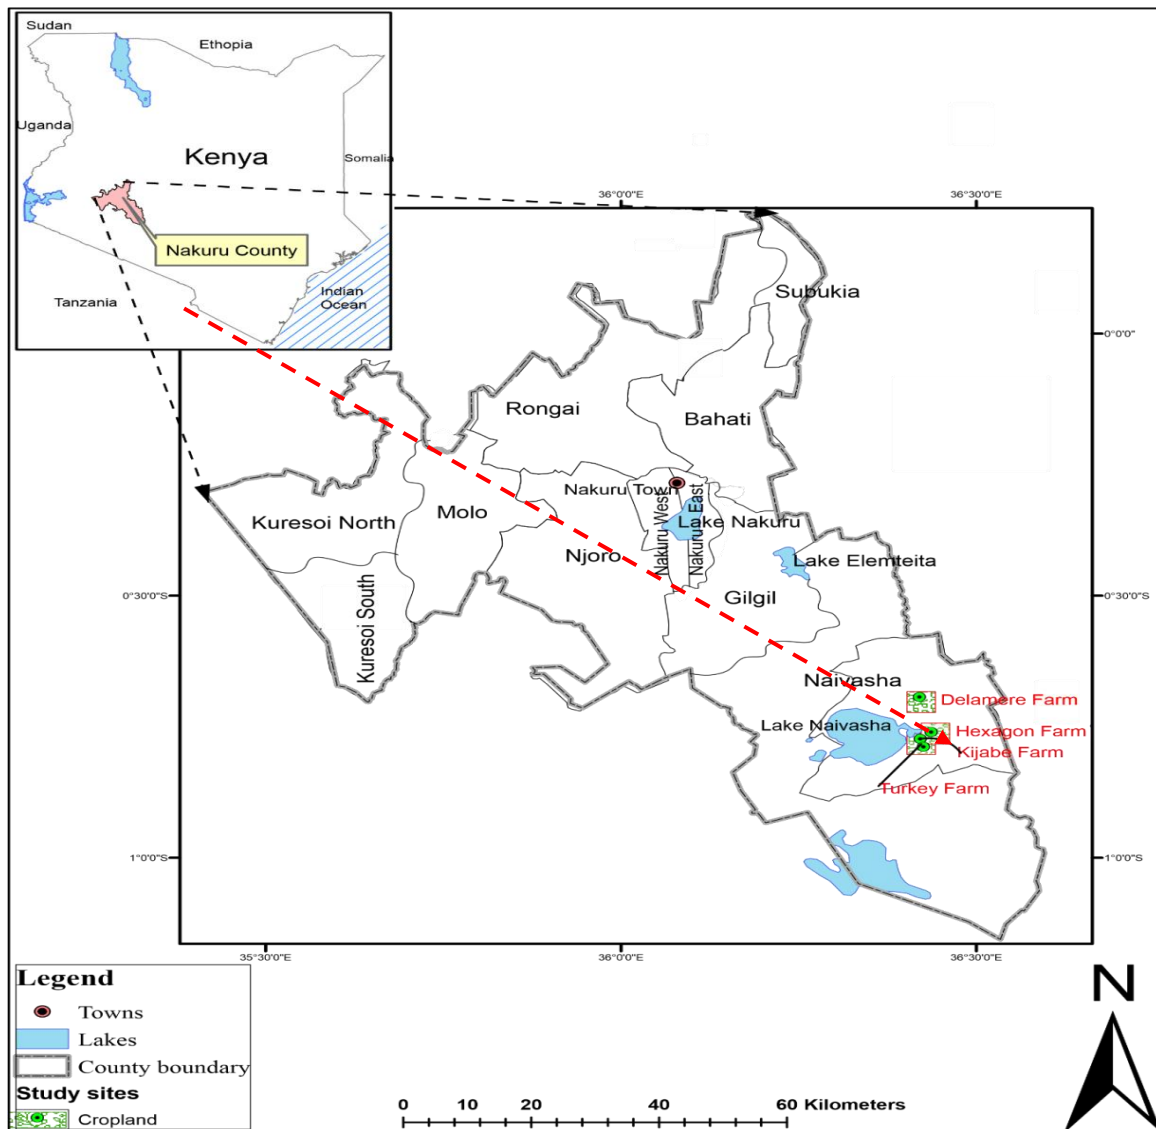 Sudan
Ethopia
Uganda
Kenya
Somalia
Nakuru County
Tanzania
Indian
Ocean
36°0'0"E
36°30'0"E
Subukia
0°0'0"
Rongai
Bahati
Nakuru Town
Kuresoi North
Molo
Nakuru West
Nakuru East
Lake Nakuru
Njoro
Lake Elemteita
0°30'0"S
0°30'0"S
Gilgil
Kuresoi South
Naivasha
Delamere Farm
Lake Naivasha
Hexagon Farm
Kijabe Farm
Turkey Farm
1°0'0"S
1°0'0"S
35°30'0"E
36°0'0"E
36°30'0"E
Legend
Towns
Lakes
County boundary
Study sites
Cropland
N
0 10 20 40 60 Kilometers